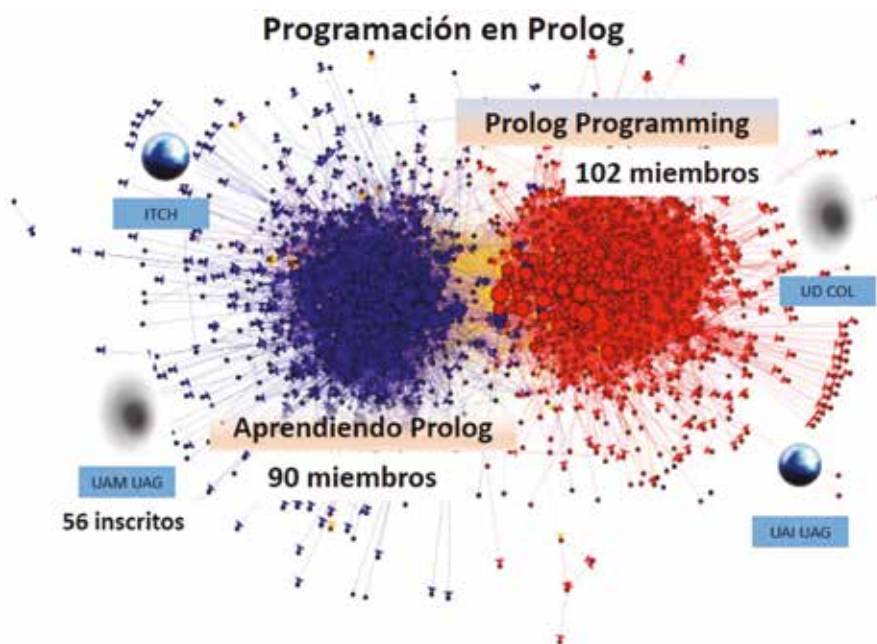 Programación en Prolog
Prolog Programming
102 miembros
ITCH
UD COL
Aprendiendo Prolog
90 miembros
UAM UAG
56 inscritos
UAI UAG